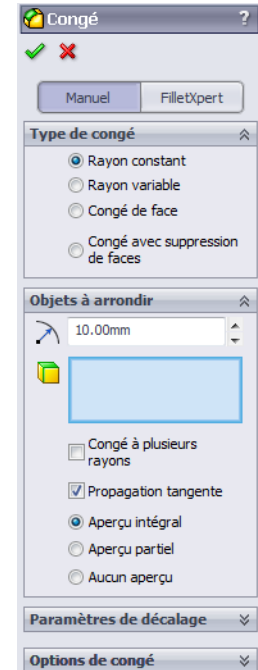 Congé ?
Manuel FilletXpert
Type de congé
Rayon constant
Rayon variable
Congé de face
Congé avec suppression
de faces
Objets à arrondir
10.00mm
Congé à plusieurs
rayons
Propagation tangente
Aperçu intégral
Aperçu partiel
Aucun aperçu
Paramètres de décalage
Options de congé